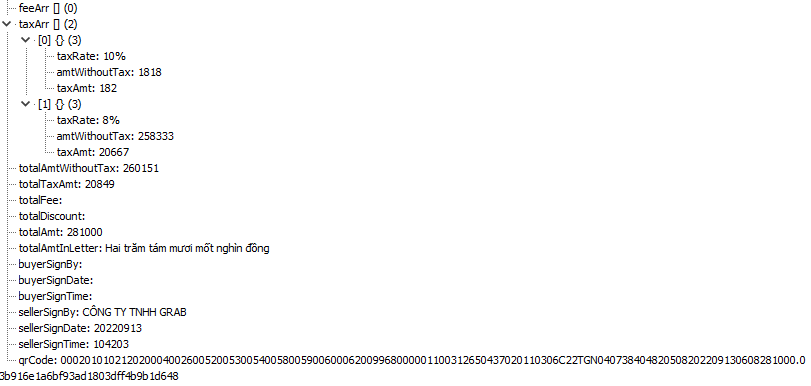 feeArr [] (0)
taxArr [] (2)
[0] {} (3)
taxRate: 10%
amtWithoutTax: 1818
taxAmt: 182
[1] {} (3)
taxRate: 8%
amtWithoutTax: 258333
taxAmt: 20667
totalAmtWithoutTax: 260151
totalTaxAmt: 20849
totalFee:
totalDiscount:
totalAmt: 281000
totalAmtInLetter: Hai trăm tám mươi mốt nghìn đồng
buyerSignBy:
buyerSignDate:
buyerSignTime:
sellerSignBy: CÔNG TY TNHH GRAB
sellerSignDate: 20220913
sellerSignTime: 104203
qrCode: 00020101021202000400260052005300540058005900600062009968000001100312650437020110306C22TGN0407384048205082022091306082810​00.0
3b916e1a6bf93ad1803dff4b9b1d648